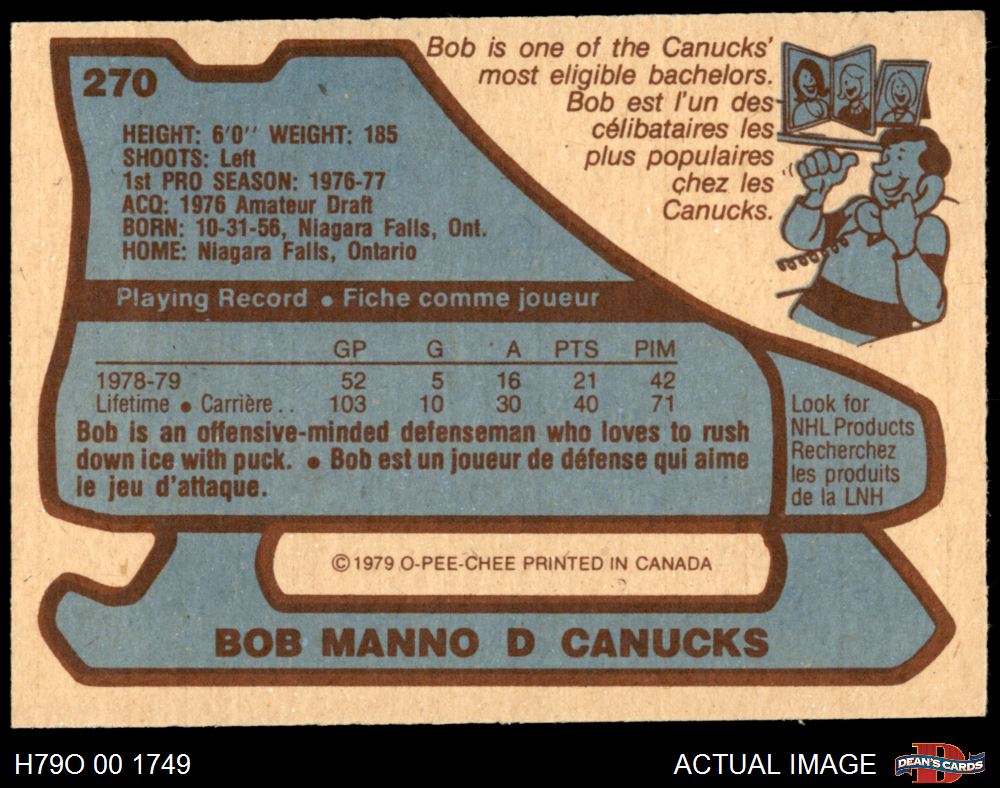 270
Bob is one of the Canucks'
most eligible bachelors.
Bob est l'un des
célibataires les
plus populaires
chez les
Canucks.
HEIGHT: 6'0'' WEIGHT: 185
SHOOTS: Left
1st PRO SEASON: 1976-77
ACQ: 1976 Amateur Draft
BORN: 10-31-56, Niagara Falls, Ont.
HOME: Niagara Falls, Ontario
Playing Record • Fiche comme joueur
GP G A PTS PIM
1978-79 52 5 16 21 42
Lifetime • Carrière . . 103 10 30 40 71
Bob is an offensive-minded defenseman who loves to rush
down ice with puck. • Bob est un joueur de défense qui aime
le jeu d'attaque.
Look for
NHL Products
Recherchez
les produits
de la LNH
© 1979 O-PEE-CHEE PRINTED IN CANADA
BOB MANNO D CANUCKS
H79O 00 1749
ACTUAL IMAGE
D
DEAN'S CARDS